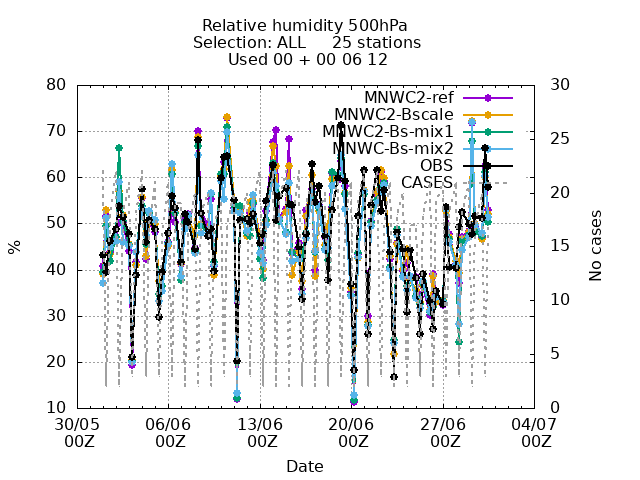 Relative humidity 500hPa
Selection: ALL 25 stations
Used 00 + 00 06 12
80
70
60
50
40
30
20
10
%
30
25
20
15
10
5
0
No cases
MNWC2-ref
MNWC2-Bscale
MNWC2-Bs-mix1
MNWC-Bs-mix2
OBS
CASES
30/05 06/06 13/06 20/06 27/06 04/07
00Z 00Z 00Z 00Z 00Z 00Z
Date